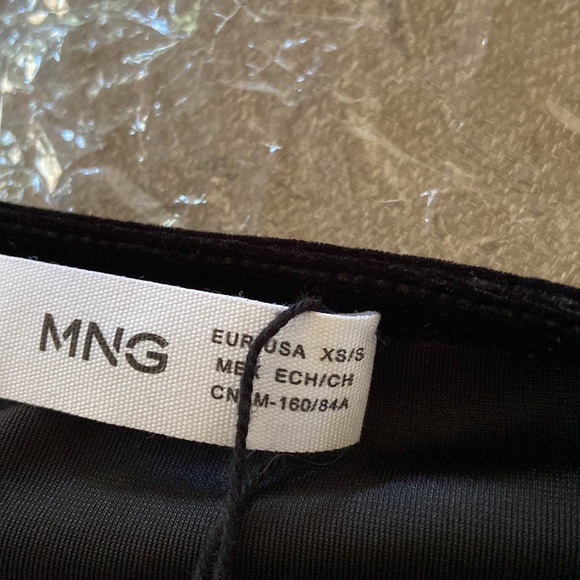 MNG
EUR/USA XS/S
MEX ECH/CH
CN M-160/84A